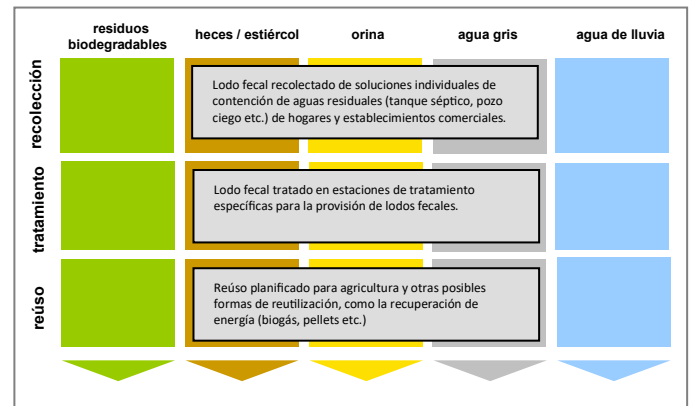 residuos
biodegradables
heces / estiércol
orina
agua gris
agua de lluvia
recolección
Lodo fecal recolectado de soluciones individuales de
contención de aguas residuales (tanque séptico, pozo
ciego etc.) de hogares y establecimientos comerciales.
tratamiento
Lodo fecal tratado en estaciones de tratamiento
específicas para la provisión de lodos fecales.
reúso
Reúso planificado para agricultura y otras posibles
formas de reutilización, como la recuperación de
energía (biogás, pellets etc.)